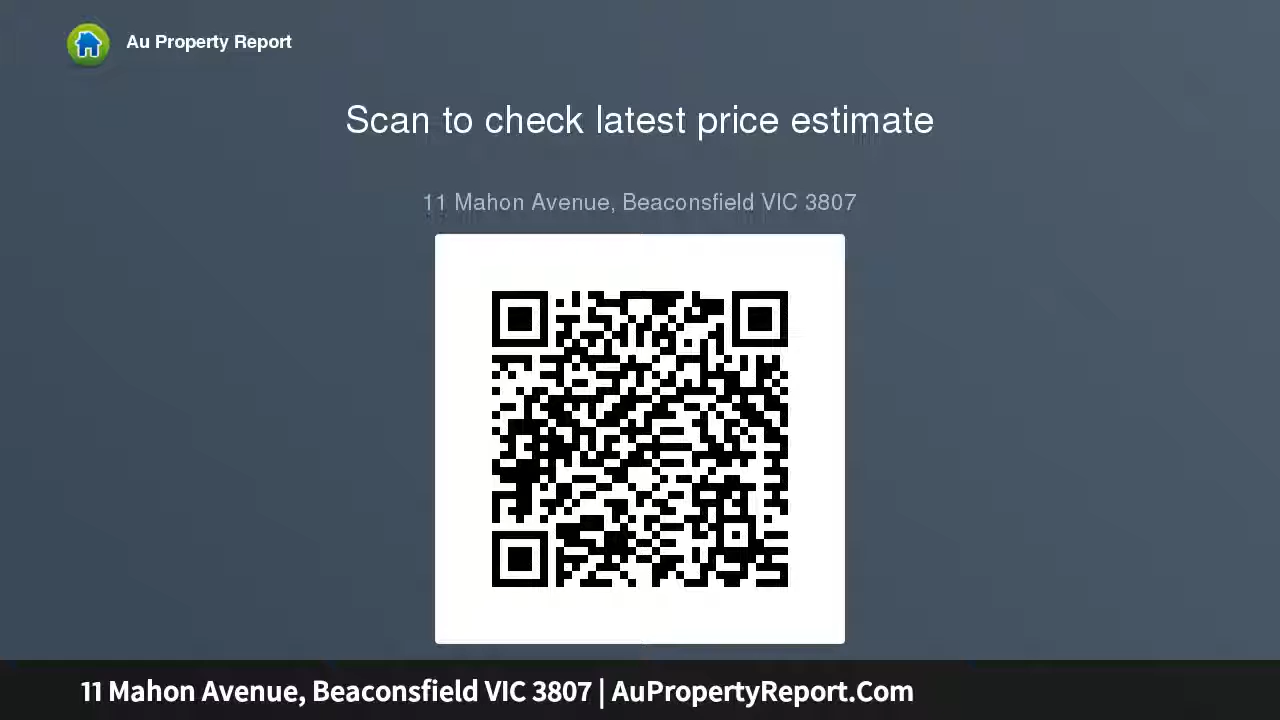 Au Property Report
Scan to check latest price estimate
11 Mahon Avenue, Beaconsfield VIC 3807
11 Mahon Avenue, Beaconsfield VIC 3807 | AuPropertyReport.Com